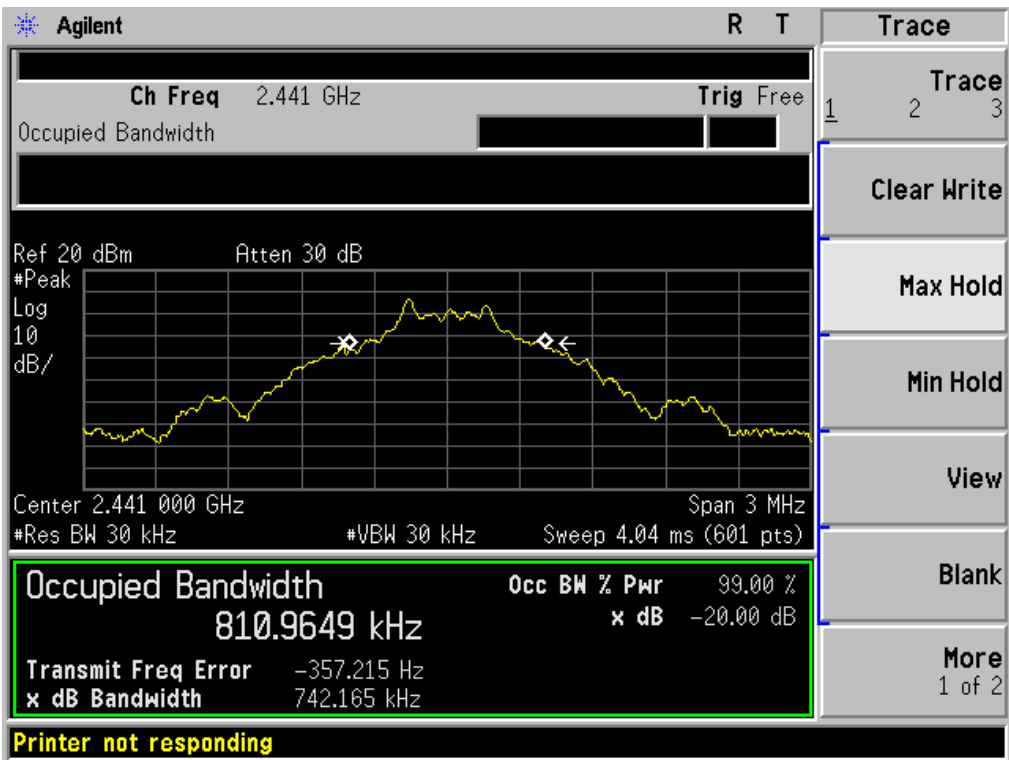 Agilent R T
Ch Freq 2.441 GHz Trig Free
Occupied Bandwidth
Ref 20 dBm Atten 30 dB
#Peak
Log
10
dB/
Center 2.441 000 GHz Span 3 MHz
#Res BW 30 kHz #VBW 30 kHz Sweep 4.04 ms (601 pts)
Occupied Bandwidth Occ BW % Pwr 99.00 %
810.9649 kHz x dB -20.00 dB
Transmit Freq Error -357.215 Hz
x dB Bandwidth 742.165 kHz
Printer not responding
Trace
Trace
1 2 3
Clear Write
Max Hold
Min Hold
View
Blank
More
1 of 2